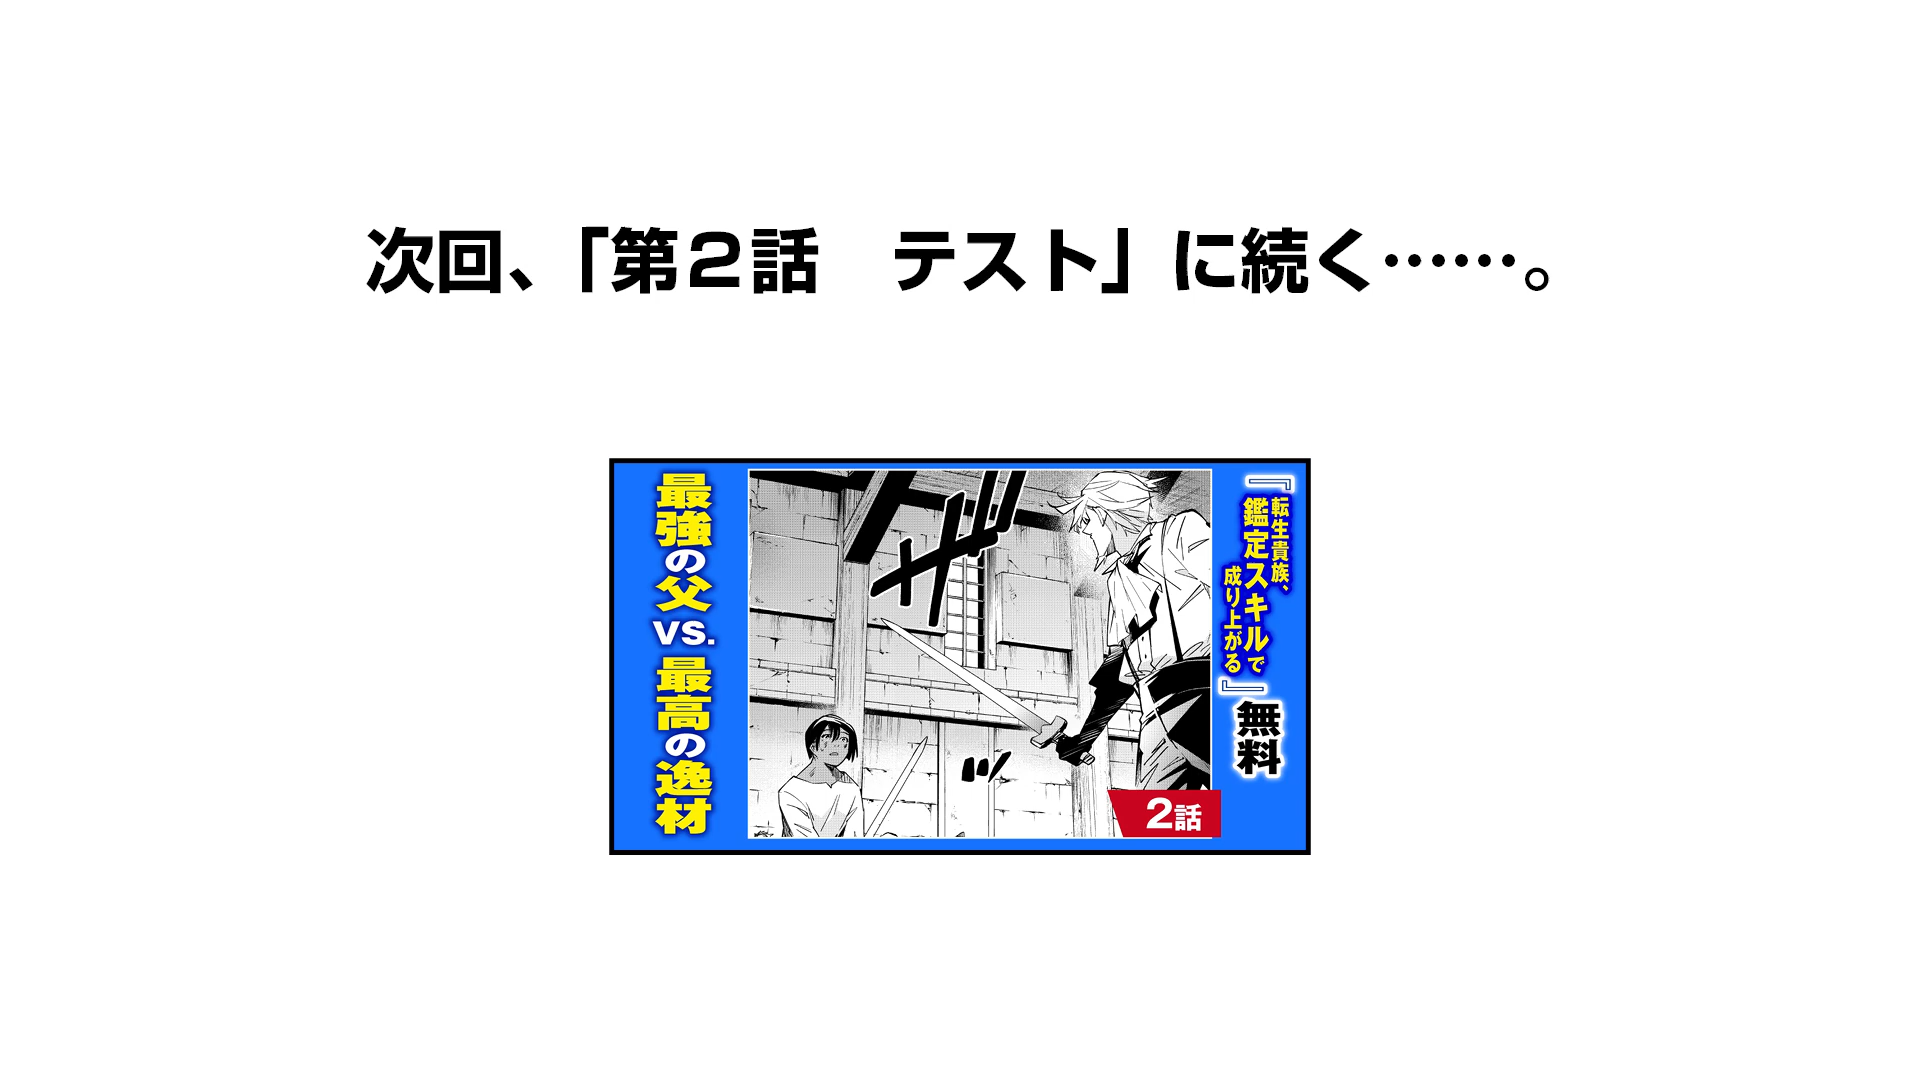 次回、「第２話　テスト」に続く……。
『転生貴族、
鑑定スキルで
成り上がる』
無料
ザッ
最強の父vs.最高の逸材
2話